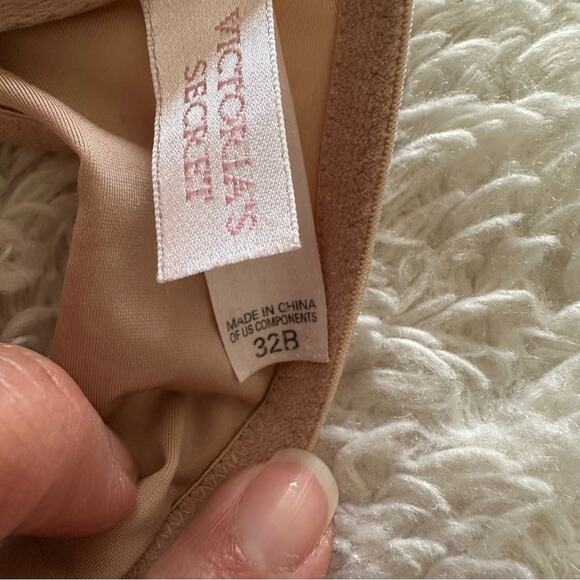 VICTORIA'S
SECRET
MADE IN CHINA
OF US COMPONENTS
32B